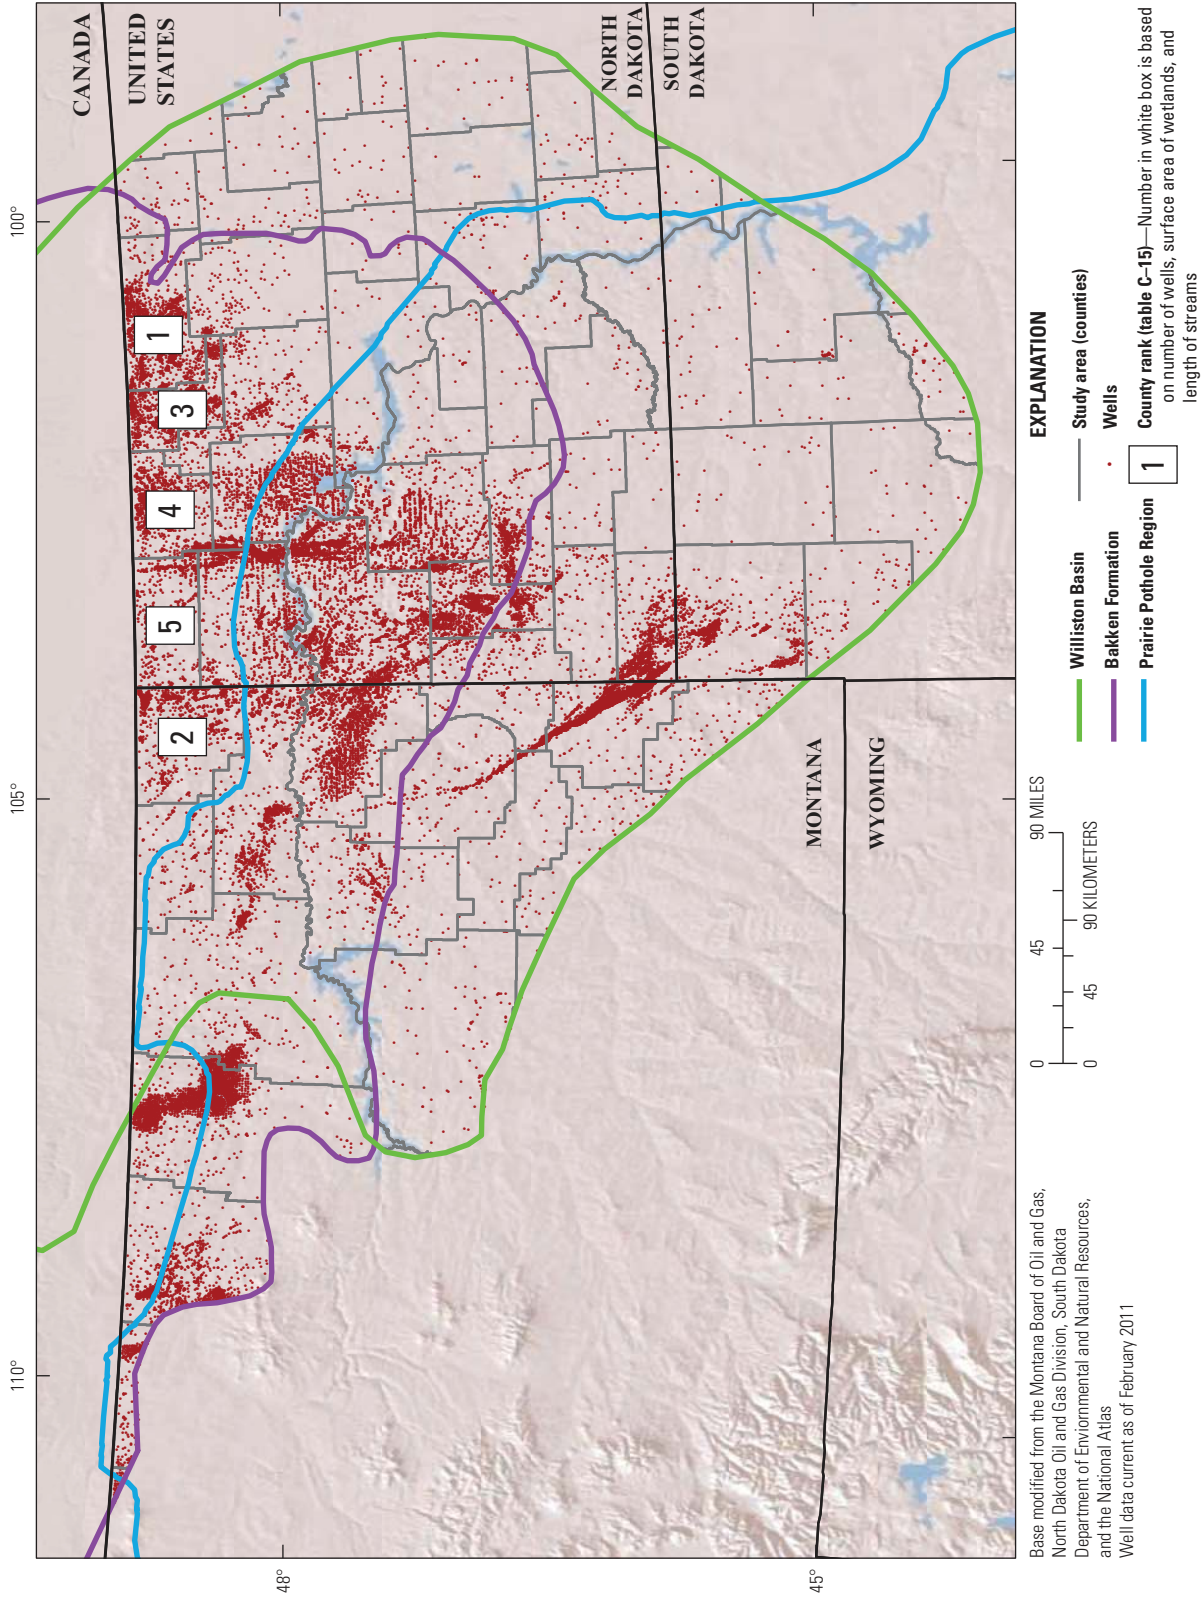 110°
105°
100°
48°
45°
CANADA
UNITED
STATES
NORTH
DAKOTA
SOUTH
DAKOTA
MONTANA
WYOMING
2
5
4
3
1
Base modified from the Montana Board of Oil and Gas,
North Dakota Oil and Gas Division, South Dakota
Department of Enviornmental and Natural Resources,
and the National Atlas
Well data current as of February 2011
0 45 90 MILES
0 45 90 KILOMETERS
EXPLANATION
Williston Basin
Bakken Formation
Prairie Pothole Region
Study area (counties)
Wells
1 County rank (table C–15)—Number in white box is based
on number of wells, surface area of wetlands, and
length of streams